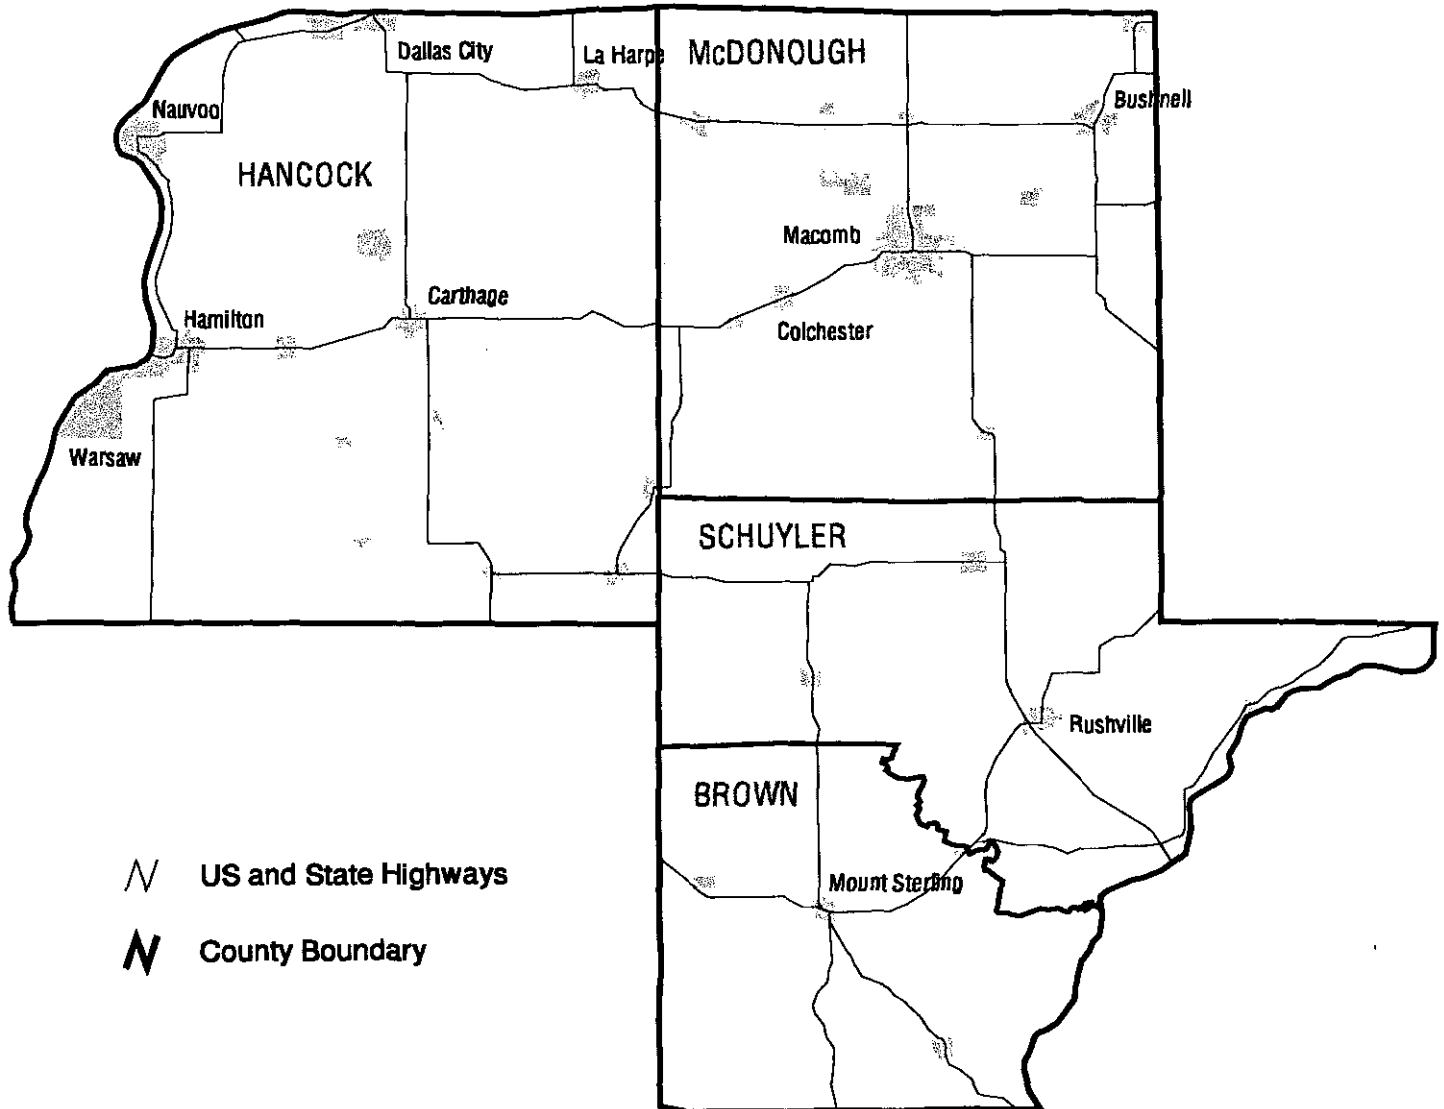 Dallas City
La Harpe
McDONOUGH
Nauvoo
Bushnell
HANCOCK
Macomb
Carthage
Hamilton
Colchester
Warsaw
SCHUYLER
Rushville
BROWN
US and State Highways
Mount Sterling
County Boundary